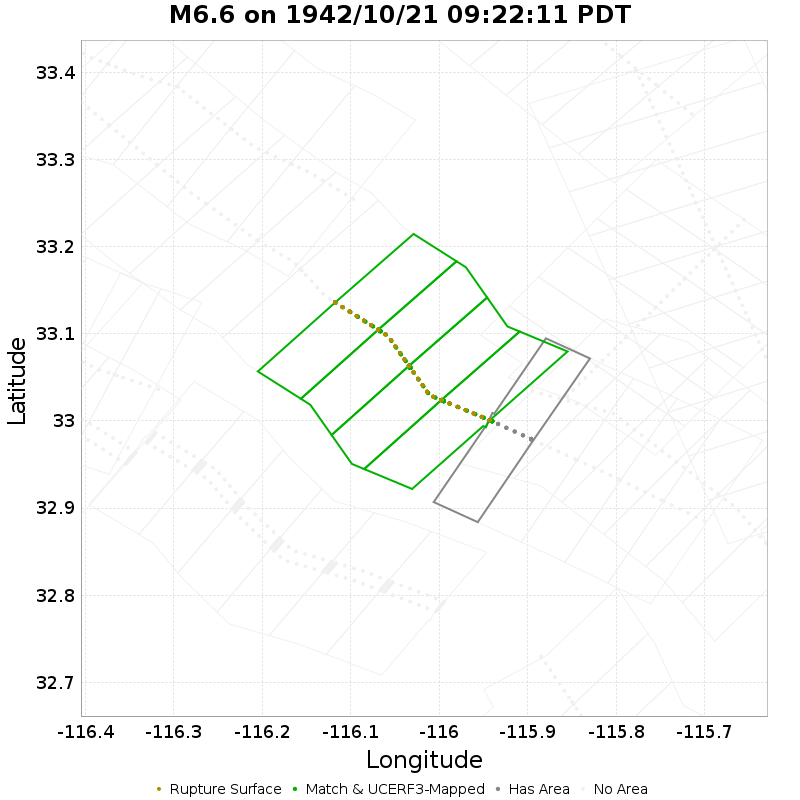 M6.6 on 1942/10/21 09:22:11 PDT
33.4
33.3
33.2
33.1
33
32.9
32.8
32.7
Latitude
-116.4 -116.3 -116.2 -116.1 -116 -115.9 -115.8 -115.7
Longitude
Rupture Surface Match & UCERF3-Mapped Has Area No Area